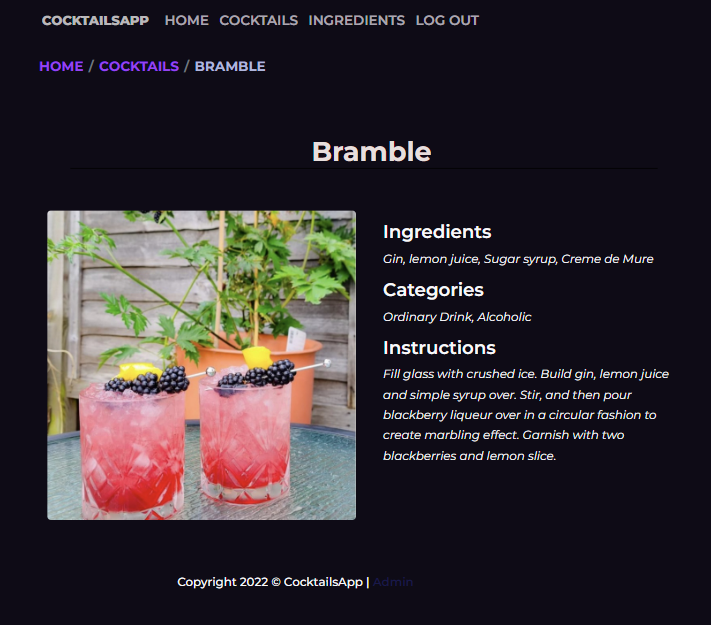 COCKTAILSAPP HOME COCKTAILS INGREDIENTS LOG OUT
HOME / COCKTAILS / BRAMBLE
Bramble
Ingredients
Gin, lemon juice, Sugar syrup, Creme de Mure
Categories
Ordinary Drink, Alcoholic
Instructions
Fill glass with crushed ice. Build gin, lemon juice
and simple syrup over. Stir, and then pour
blackberry liqueur over in a circular fashion to
create marbling effect. Garnish with two
blackberries and lemon slice.
Copyright 2022 © CocktailsApp | Admin